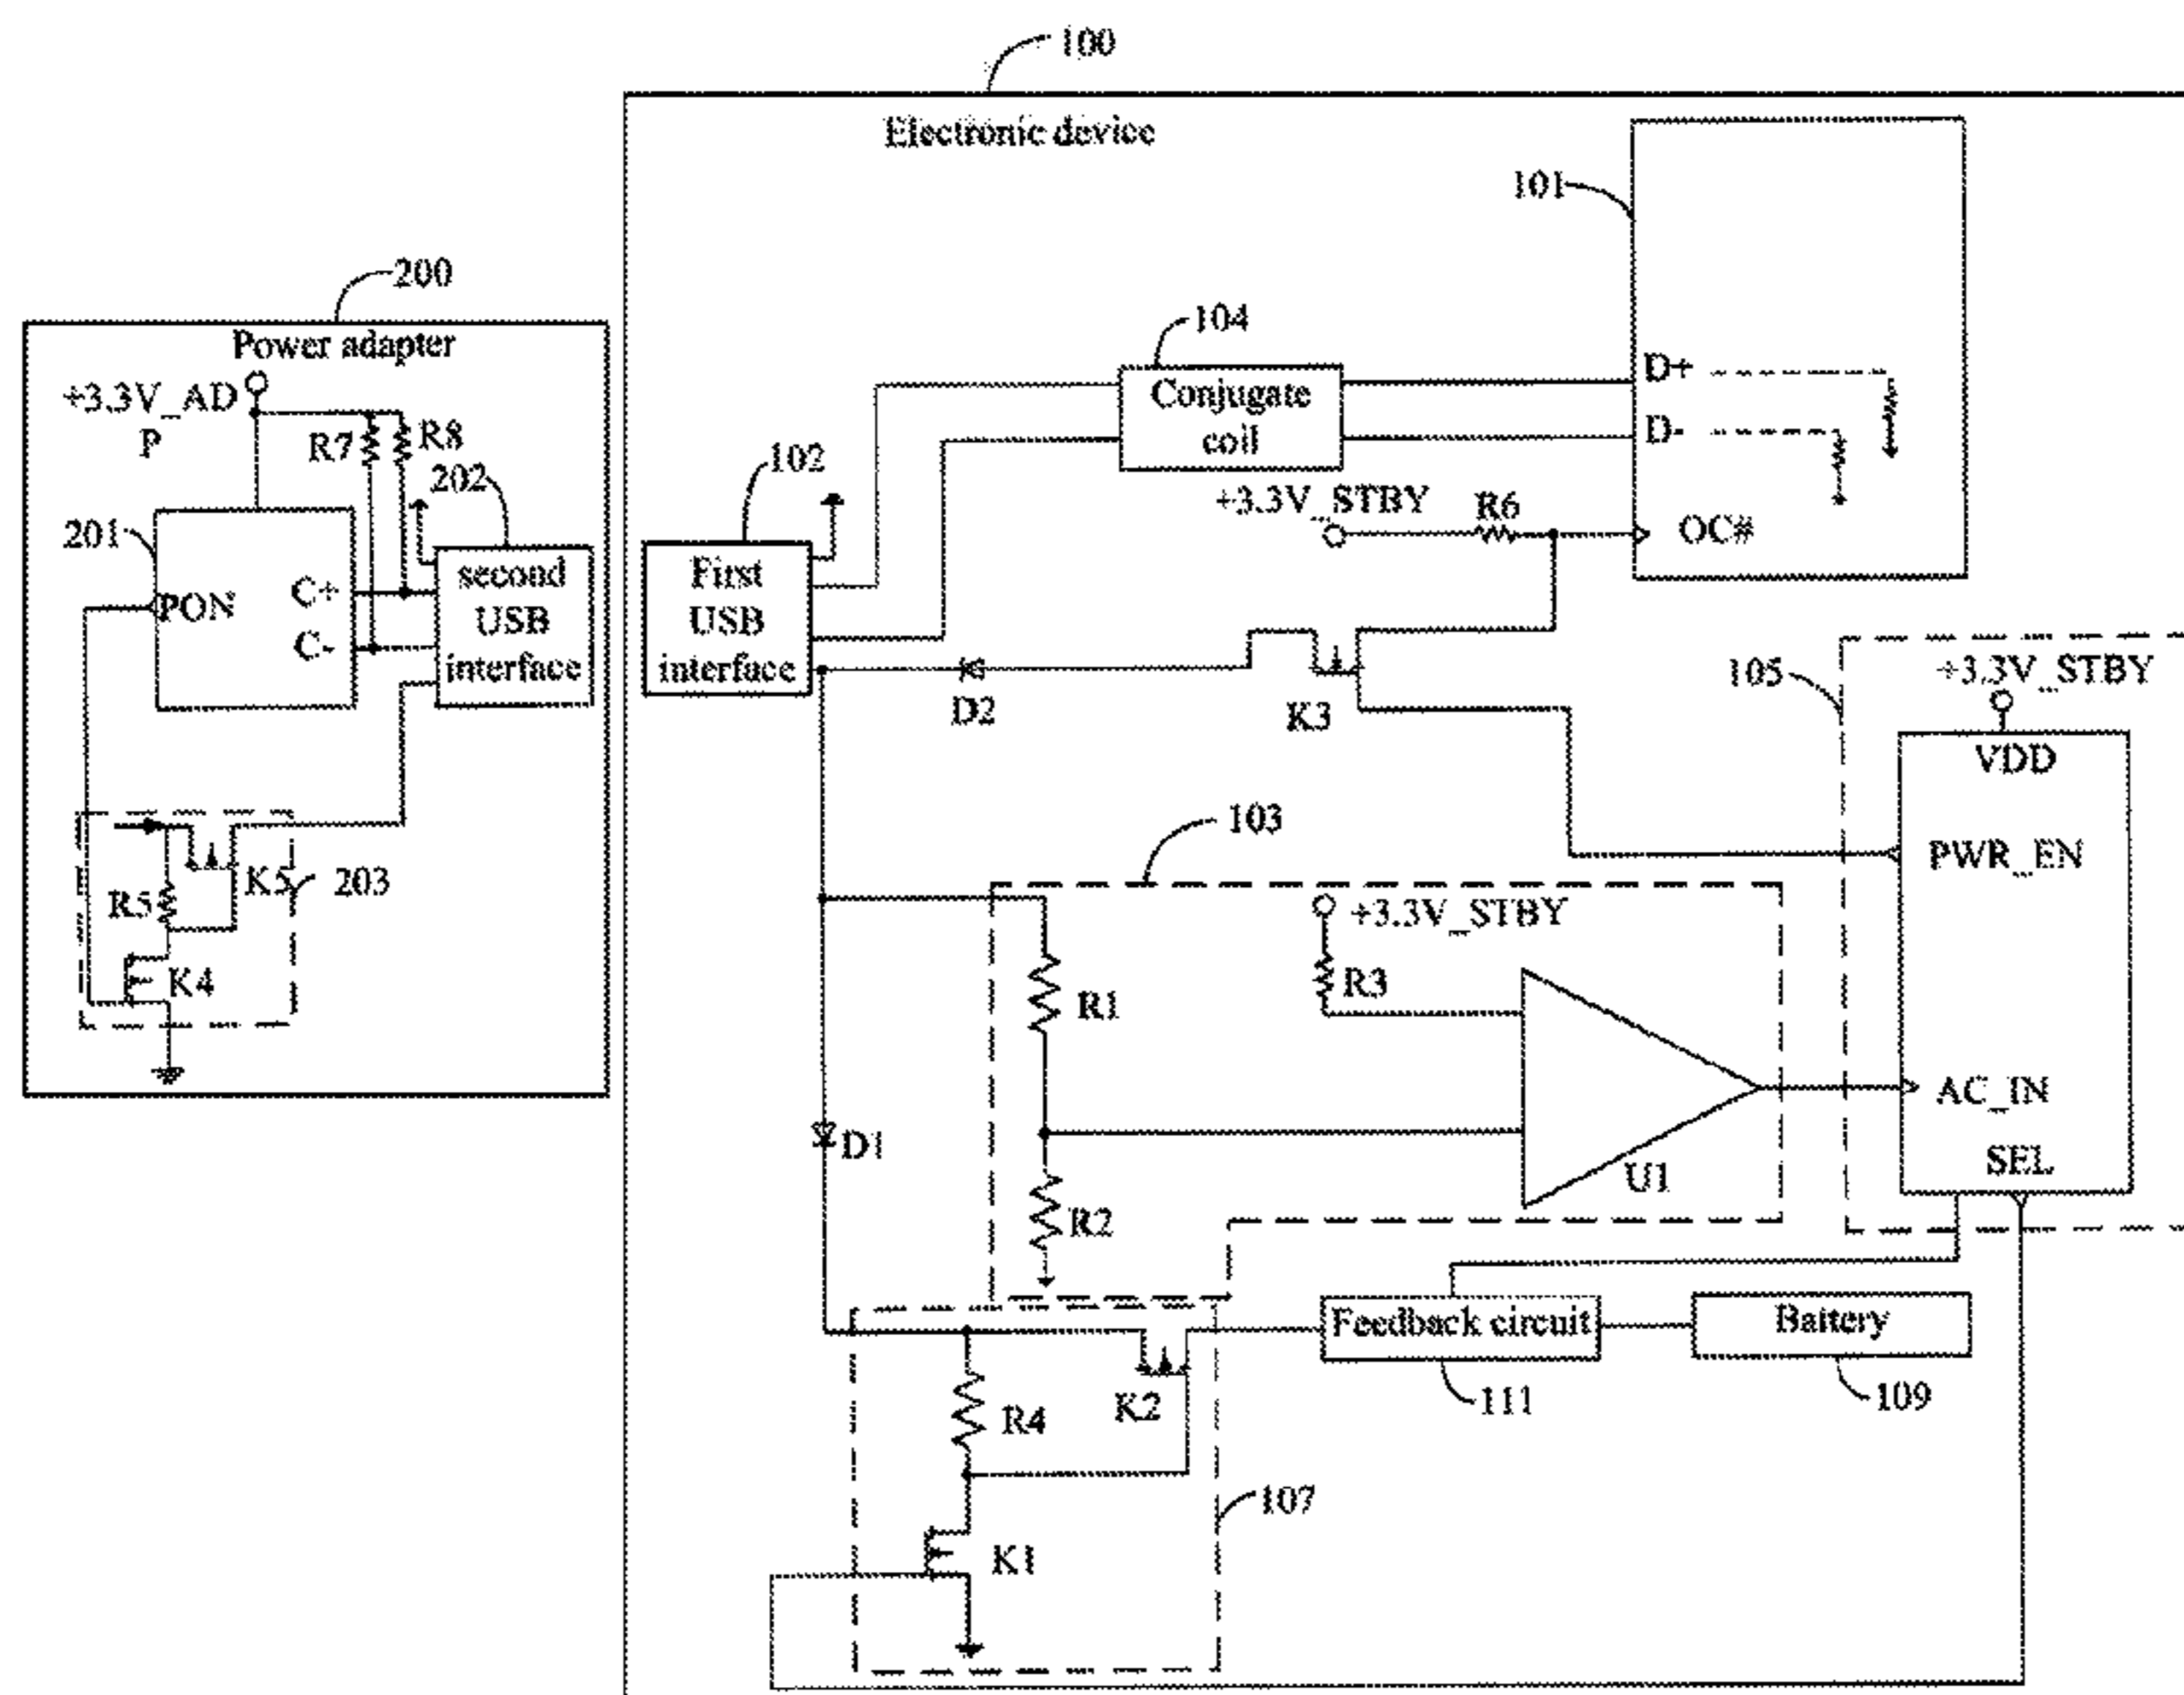 100
Electronic device
101
200
Power adapter
+3.3V_AD
P
R7
R8
202
201
PON
C+
C-
second
USB
interface
R5
K5
203
K4
104
Conjugate
coil
D+
D-
102
+3.3V_STBY
R6
OC#
First
USB
interface
D2
K3
105
+3.3V_STBY
VDD
PWR_EN
103
+3.3V_STBY
R1
R3
AC_IN
SEL
U1
D1
R2
Feedback circuit
Battery
111
109
K2
R4
107
K1